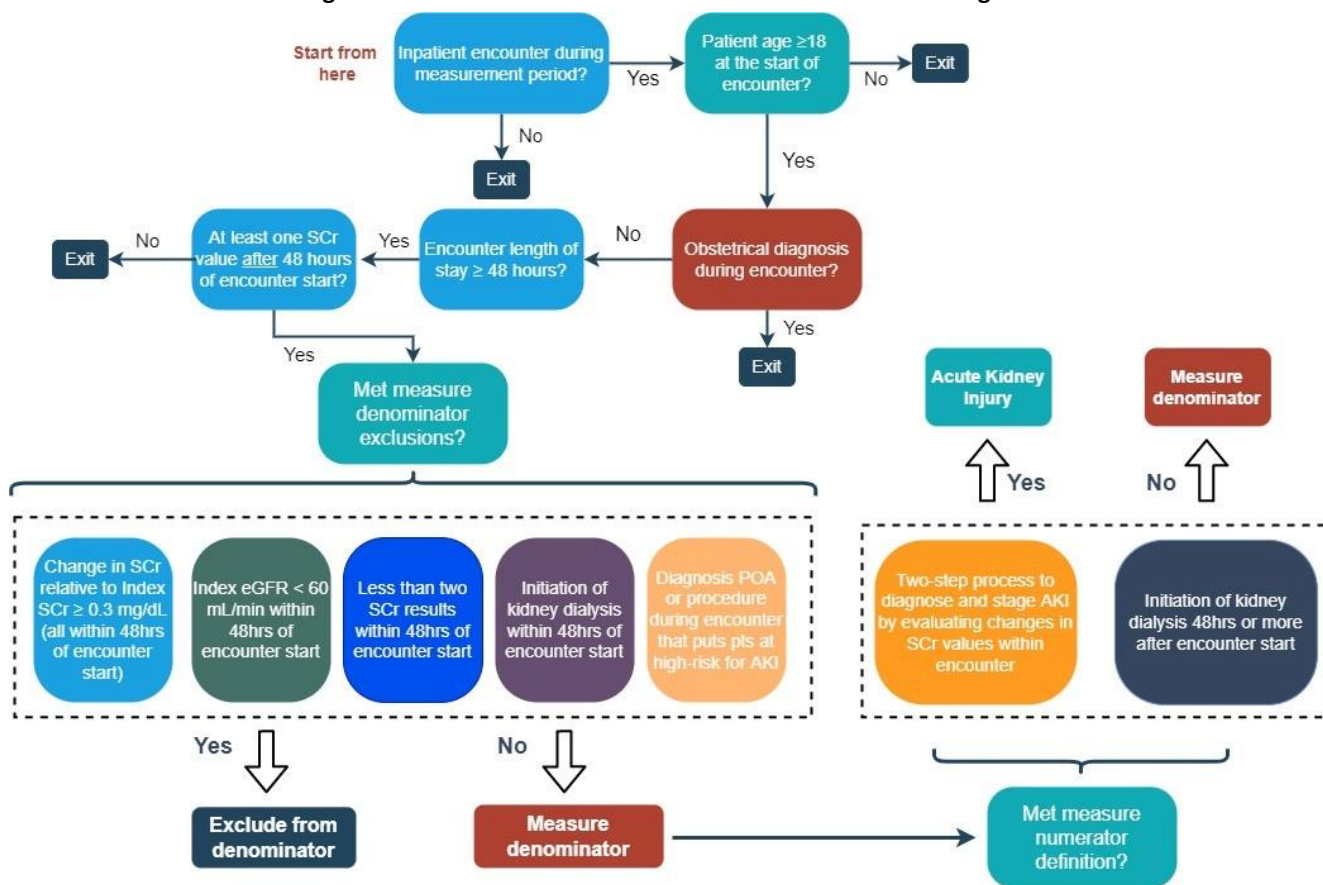 Start from
here
Inpatient encounter during
measurement period?
Yes
Patient age ≥18
at the start of
encounter?
No
Exit
No
Exit
Yes
Exit
No
At least one SCr
value after 48 hours
of encounter start?
Yes
Encounter length of
stay ≥ 48 hours?
No
Obstetrical diagnosis
during encounter?
Yes
Exit
Yes
Met measure
denominator
exclusions?
Acute Kidney
Injury
Measure
denominator
Yes
No
Change in SCr
relative to Index
SCr ≥ 0.3 mg/dL
(all within 48hrs
of encounter
start)
Index eGFR < 60
mL/min within
48hrs of
encounter start
Less than two
SCr results
within 48hrs of
encounter start
Initiation of
kidney dialysis
within 48hrs of
encounter start
Diagnosis POA
or procedure
during encounter
that puts pts at
high-risk for AKI
Two-step process to
diagnose and stage AKI
by evaluating changes in
SCr values within
encounter
Initiation of kidney
dialysis 48hrs or more
after encounter start
Yes
No
Exclude from
denominator
Measure
denominator
Met measure
numerator
definition?